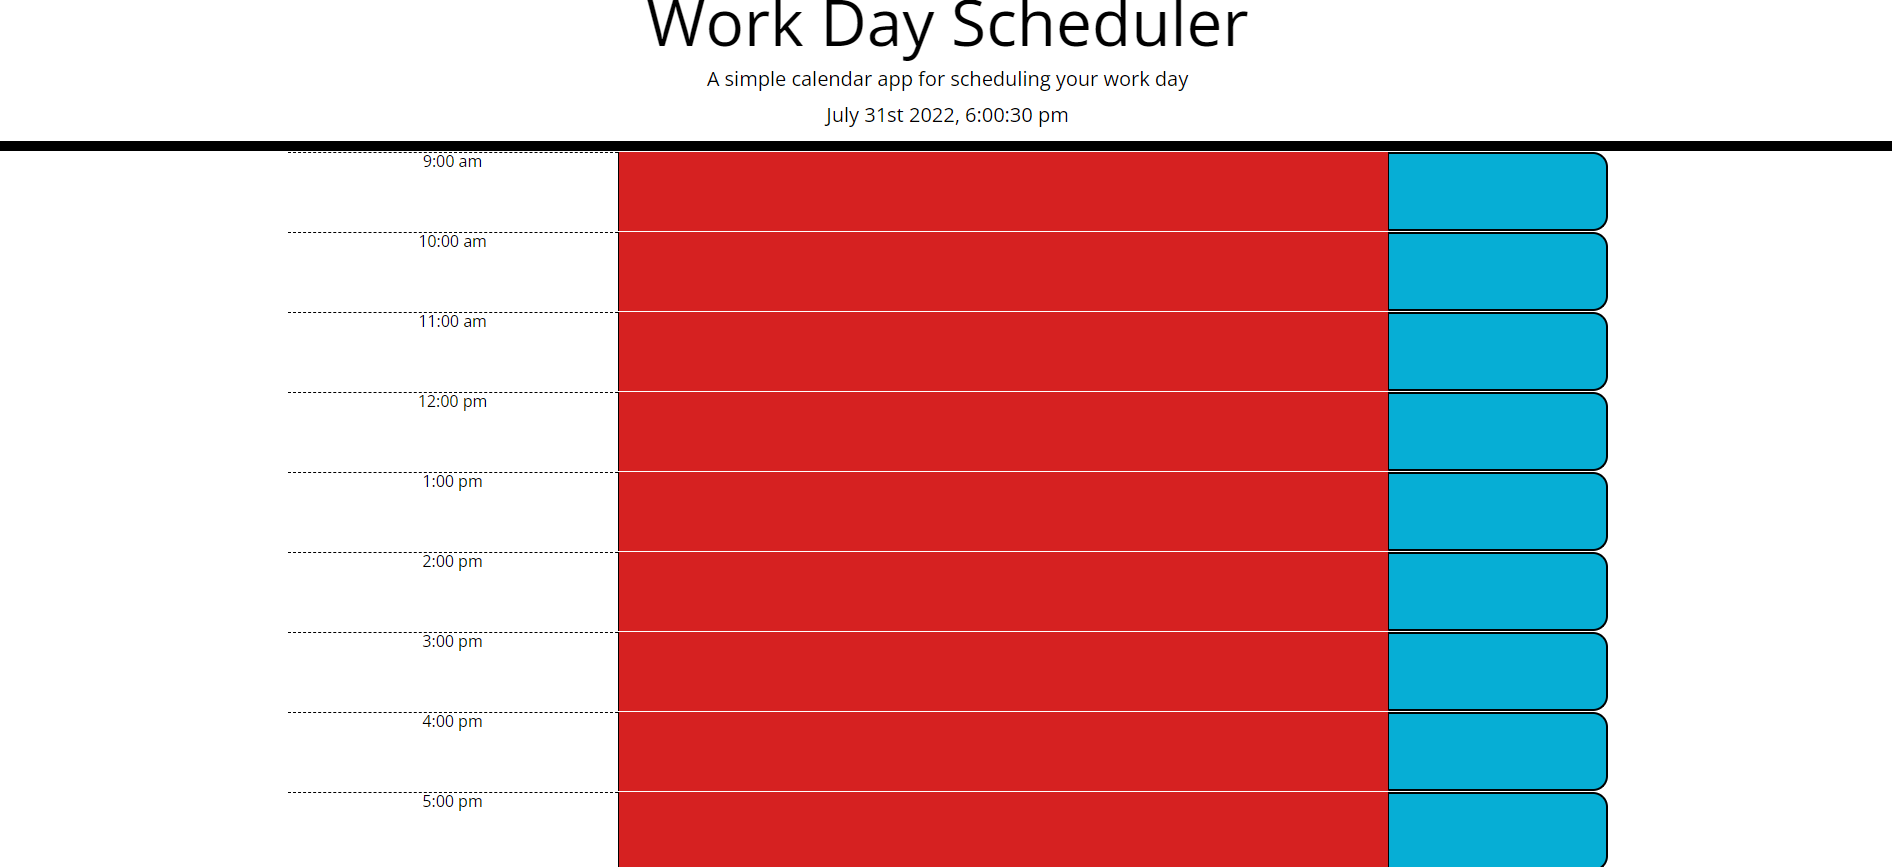 Work Day Scheduler
A simple calendar app for scheduling your work day
July 31st 2022, 6:00:30 pm
9:00 am
10:00 am
11:00 am
12:00 pm
1:00 pm
2:00 pm
3:00 pm
4:00 pm
5:00 pm